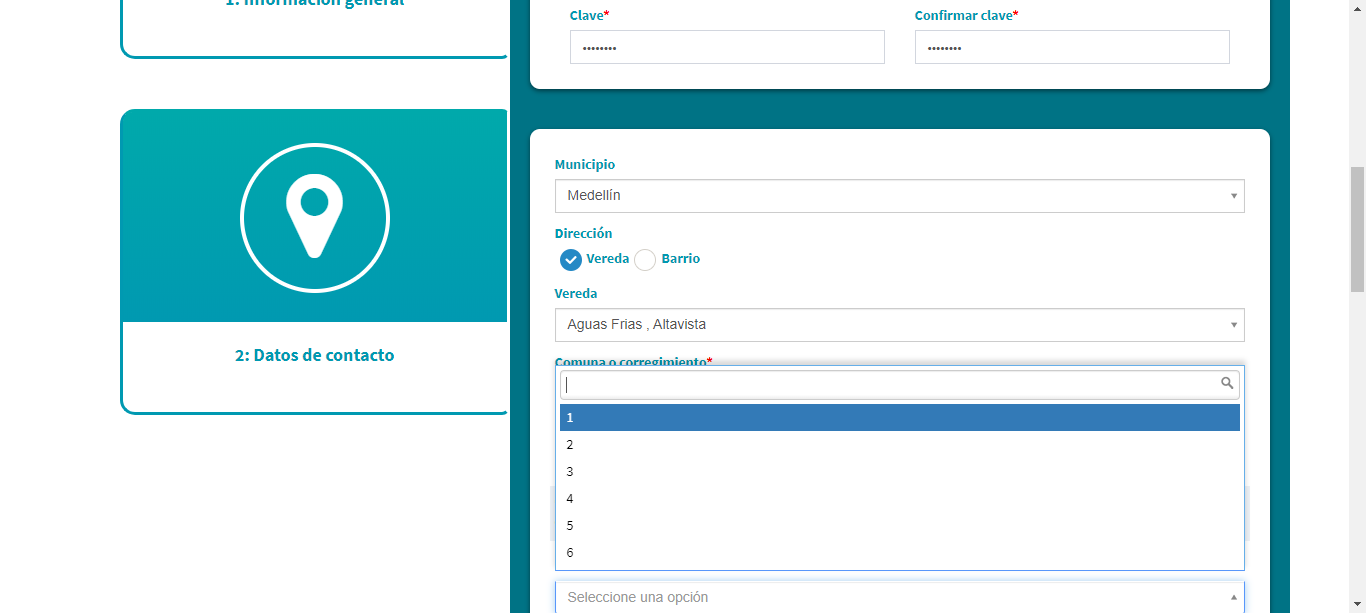 1: Información general
Clave*
Confirmar clave*
••••••••
••••••••
2: Datos de contacto
Municipio
Medellín
Dirección
Vereda
Barrio
Vereda
Aguas Frias , Altavista
Comuna o corregimiento*
1
2
3
4
5
6
Seleccione una opción